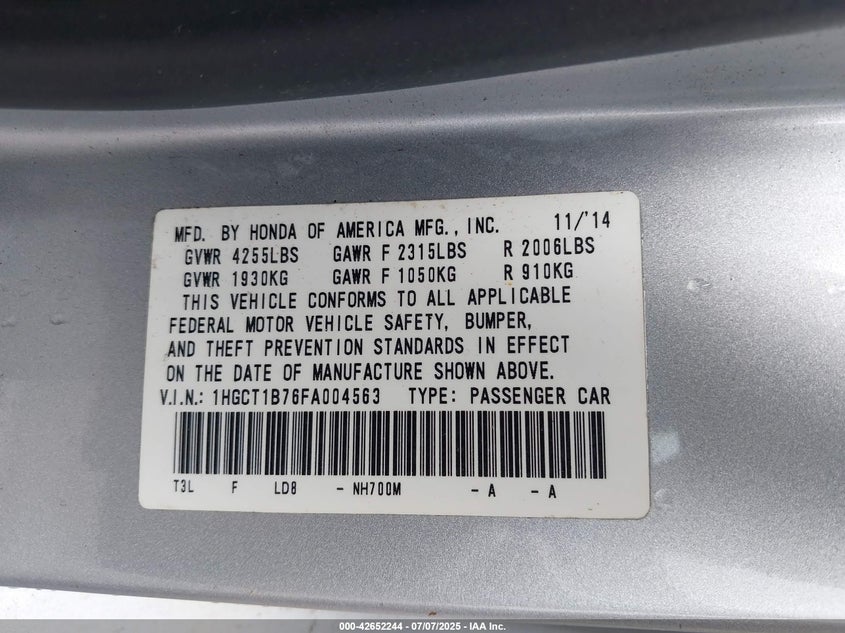 MFD. BY HONDA OF AMERICA MFG., INC. 11/'14
GVWR 4255LBS GAWR F 2315LBS R 2006LBS
GVWR 1930KG GAWR F 1050KG R 910KG
THIS VEHICLE CONFORMS TO ALL APPLICABLE
FEDERAL MOTOR VEHICLE SAFETY, BUMPER,
AND THEFT PREVENTION STANDARDS IN EFFECT
ON THE DATE OF MANUFACTURE SHOWN ABOVE.
V.I.N.: 1HGCT1B76FA004563 TYPE: PASSENGER CAR
T3L F LD8 - NH700M - A - A
000-42652244 - 07/07/2025 - IAA Inc.